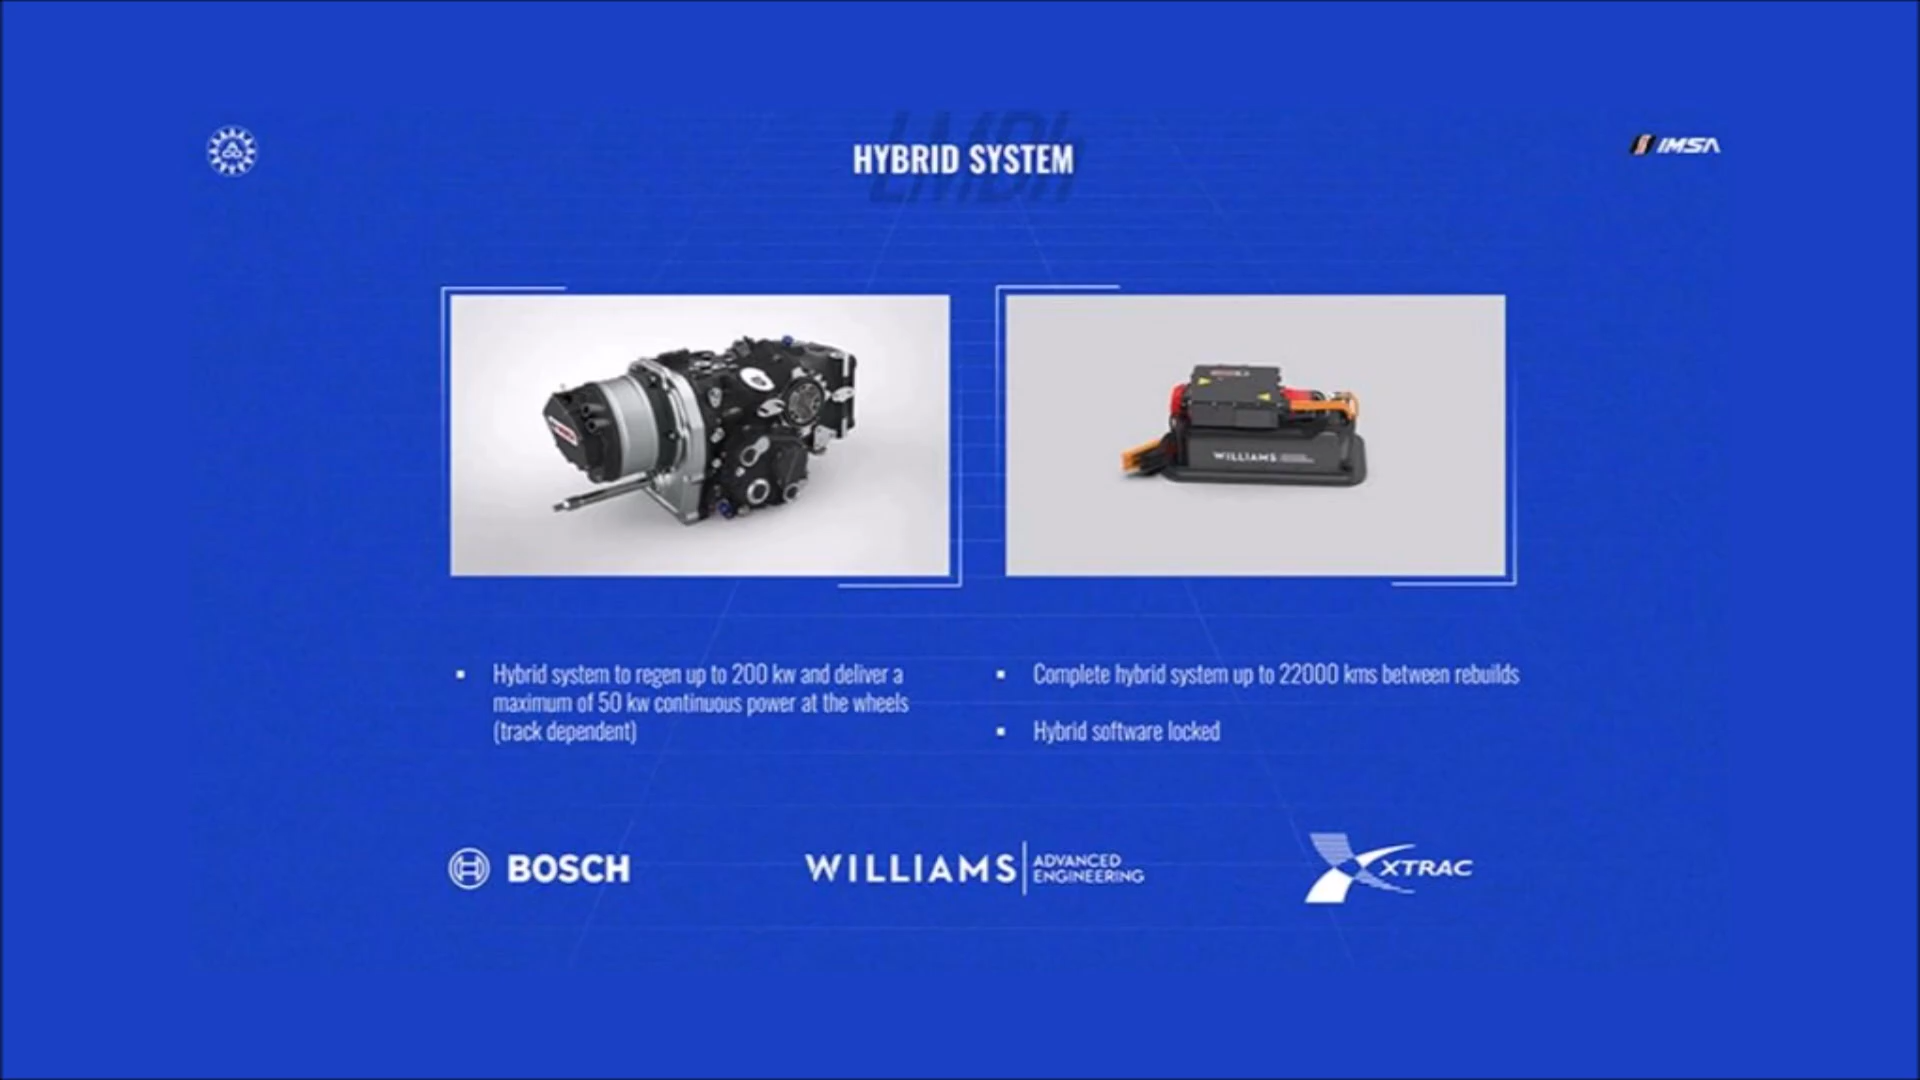 LMDh
HYBRID SYSTEM
IMSA
WILLIAMS
Hybrid system to regen up to 200 kw and deliver a
maximum of 50 kw continuous power at the wheels
(track dependent)
Complete hybrid system up to 22000 kms between rebuilds
Hybrid software locked
BOSCH
WILLIAMS
ADVANCED
ENGINEERING
XTRAC